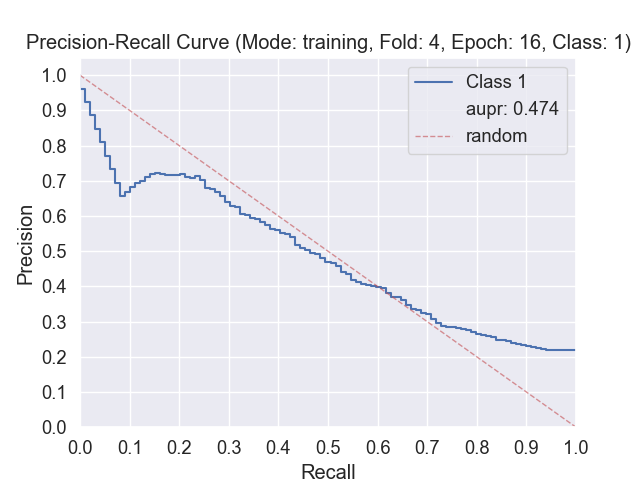 Precision-Recall Curve (Mode: training, Fold: 4, Epoch: 16, Class: 1)
1.0
0.9
0.8
0.7
0.6
0.5
0.4
0.3
0.2
0.1
0.0
Precision
Class 1
aupr: 0.474
random
0.0 0.1 0.2 0.3 0.4 0.5 0.6 0.7 0.8 0.9 1.0
Recall